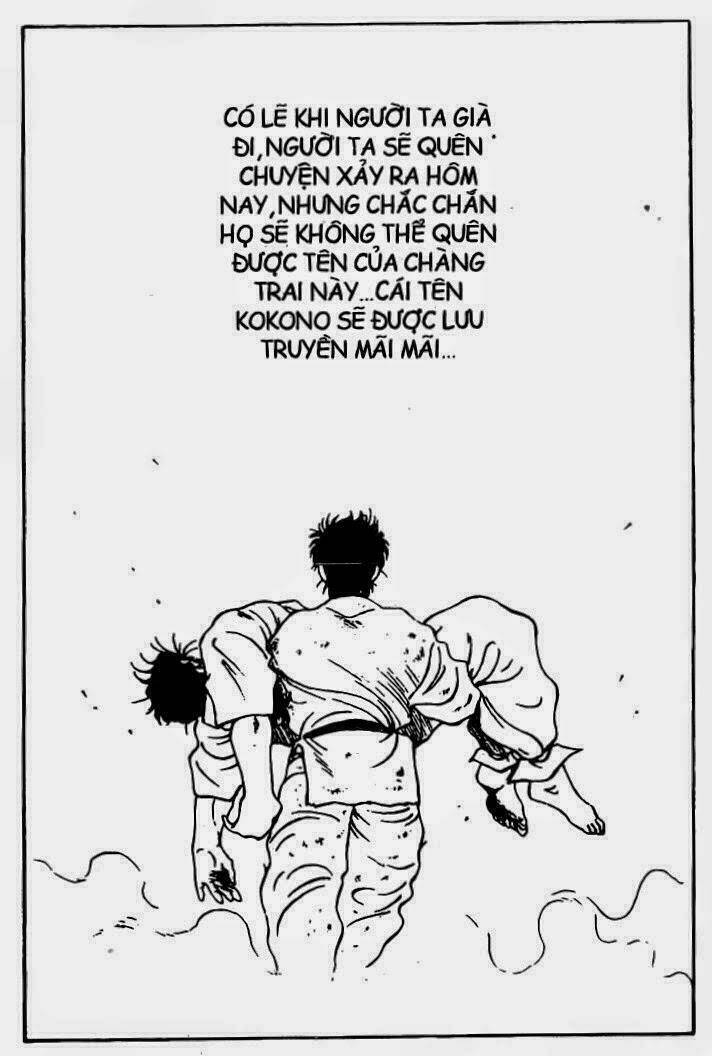 CÓ LẼ KHI NGƯỜI TA GIÀ
ĐI,NGƯỜI TA SẼ QUÊN
CHUYỆN XẢY RA HÔM
NAY,NHƯNG CHẮC CHẮN
HỌ SẼ KHÔNG THỂ QUÊN
ĐƯỢC TÊN CỦA CHÀNG
TRAI NÀY...CÁI TÊN
KOKONO SẼ ĐƯỢC LƯU
TRUYỀN MÃI MÃI...